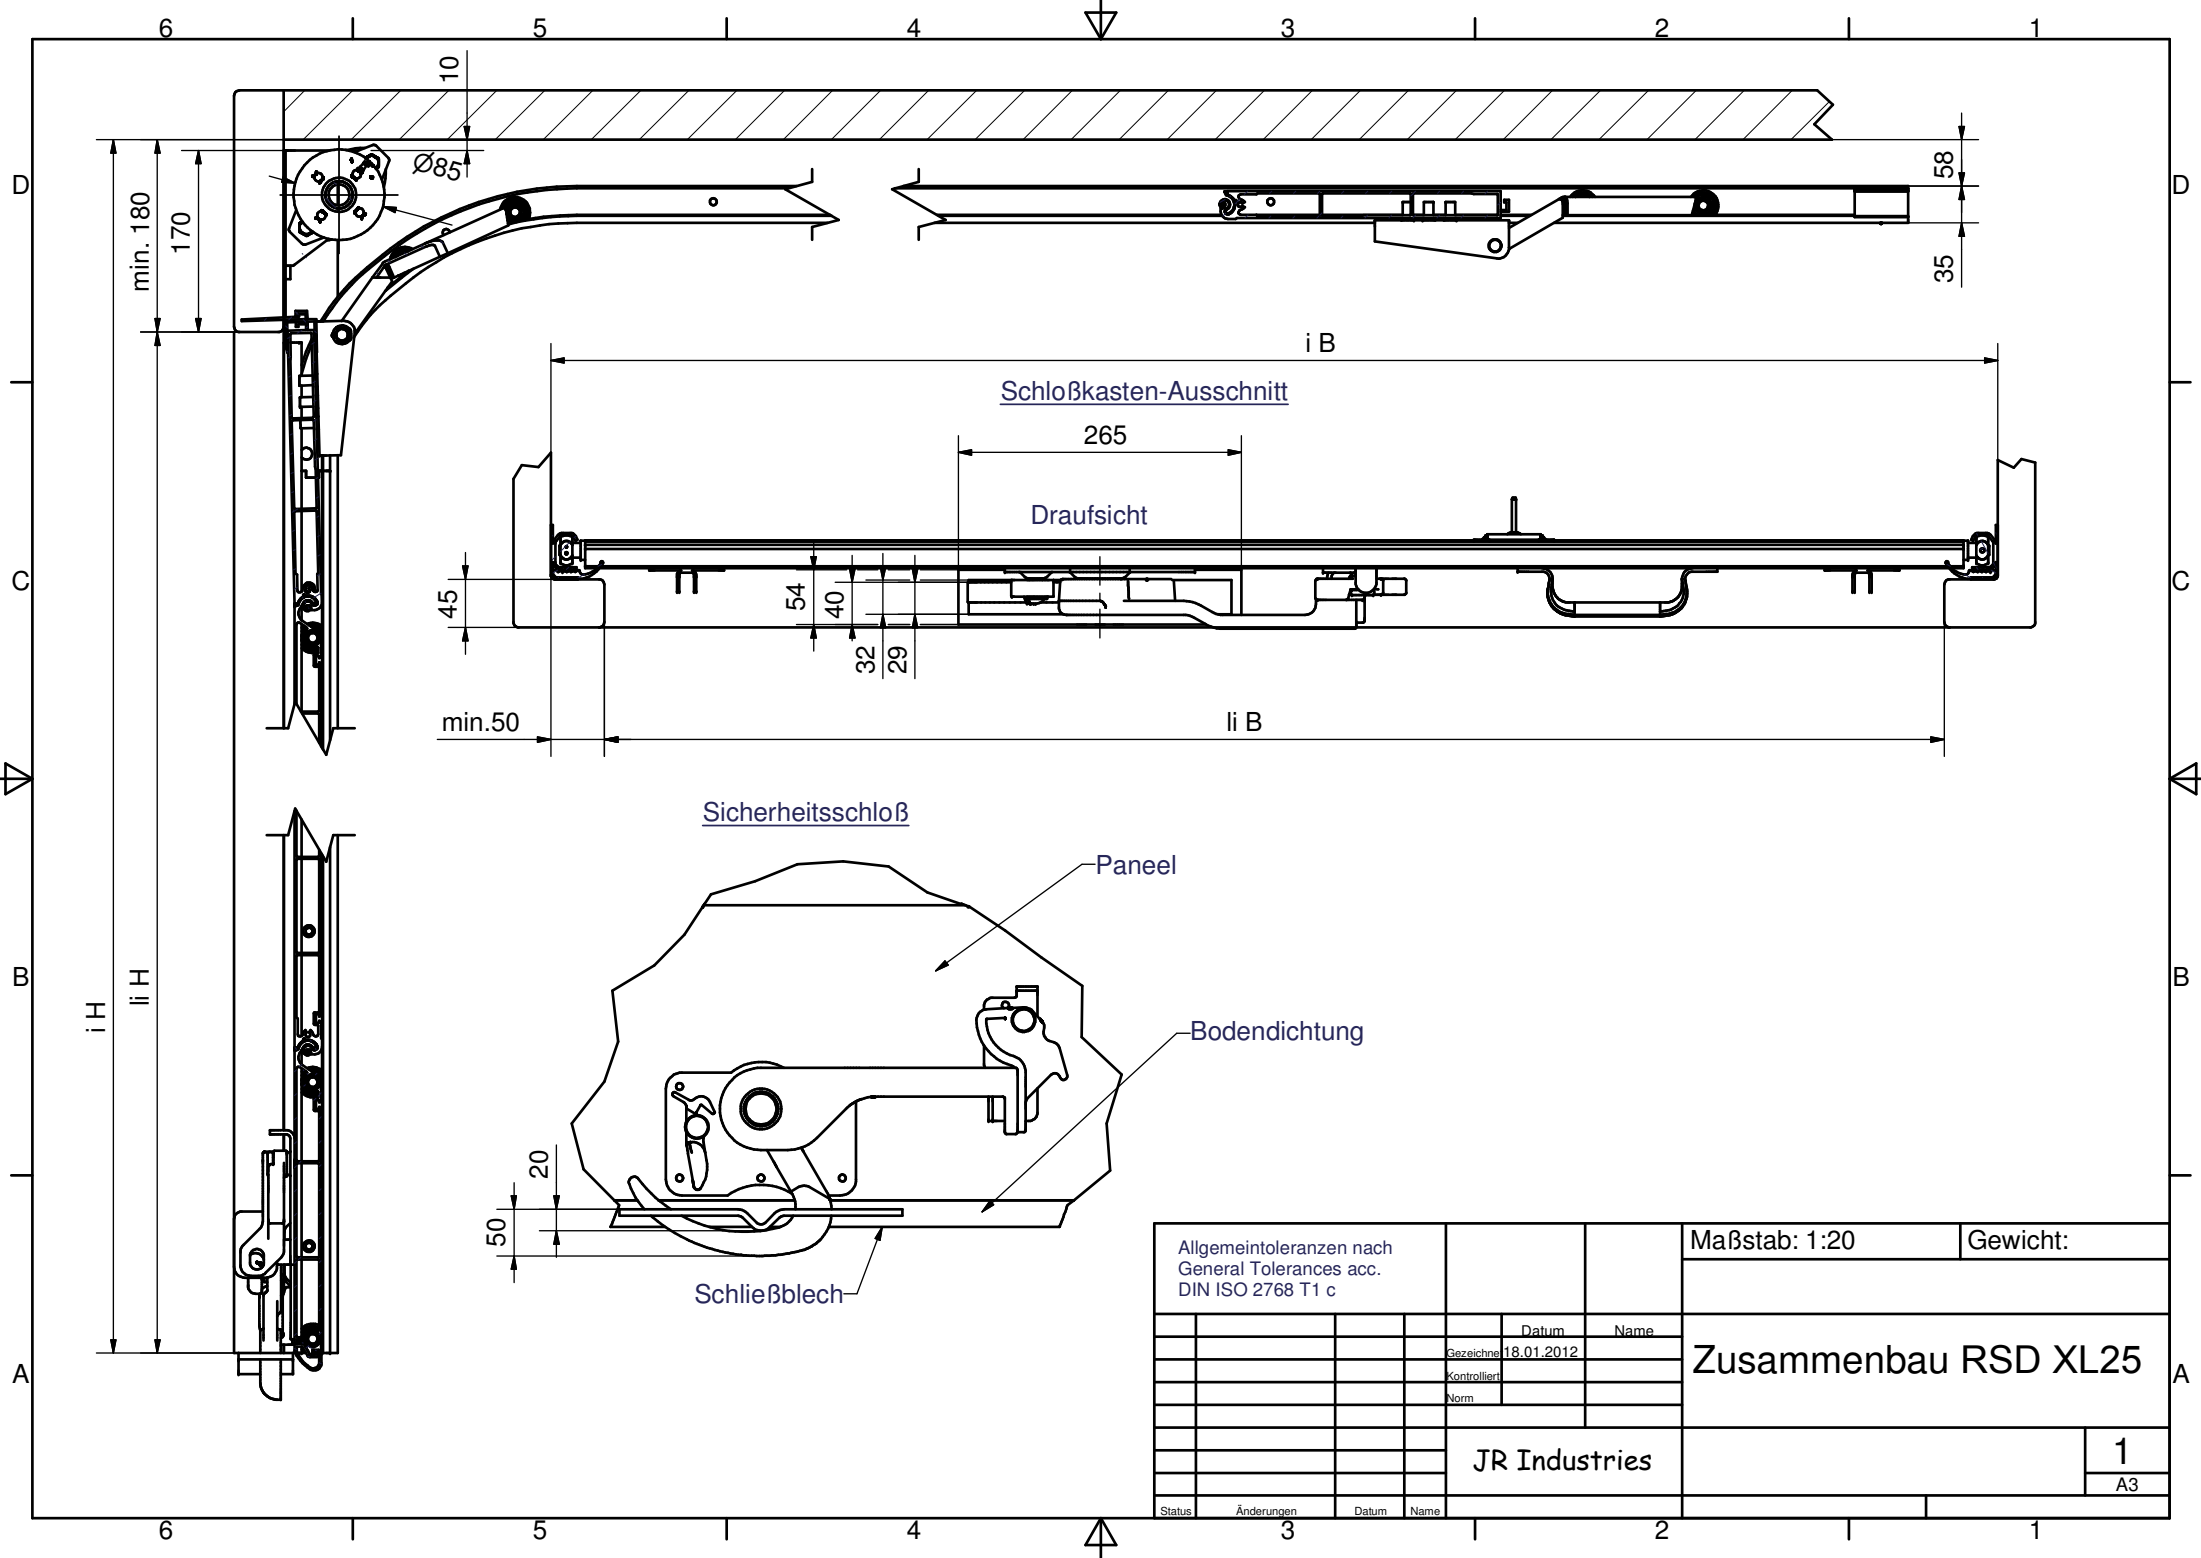 6
5
4
3
2
1
10
D
Ø85
58
D
min. 180
170
35
i B
Schloßkasten-Ausschnitt
265
Draufsicht
C
45
54
40
32
29
C
min.50
li B
Sicherheitsschloß
Paneel
B
i H
li H
Bodendichtung
B
20
50
Schließblech
Allgemeintoleranzen nach
General Tolerances acc.
DIN ISO 2768 T1 c
Maßstab: 1:20
Gewicht:
Datum
Name
Gezeichne
18.01.2012
Kontrolliert
Norm
Zusammenbau RSD XL25
A
A
JR Industries
1
A3
Status
Änderungen
Datum
Name
6
5
4
3
2
1